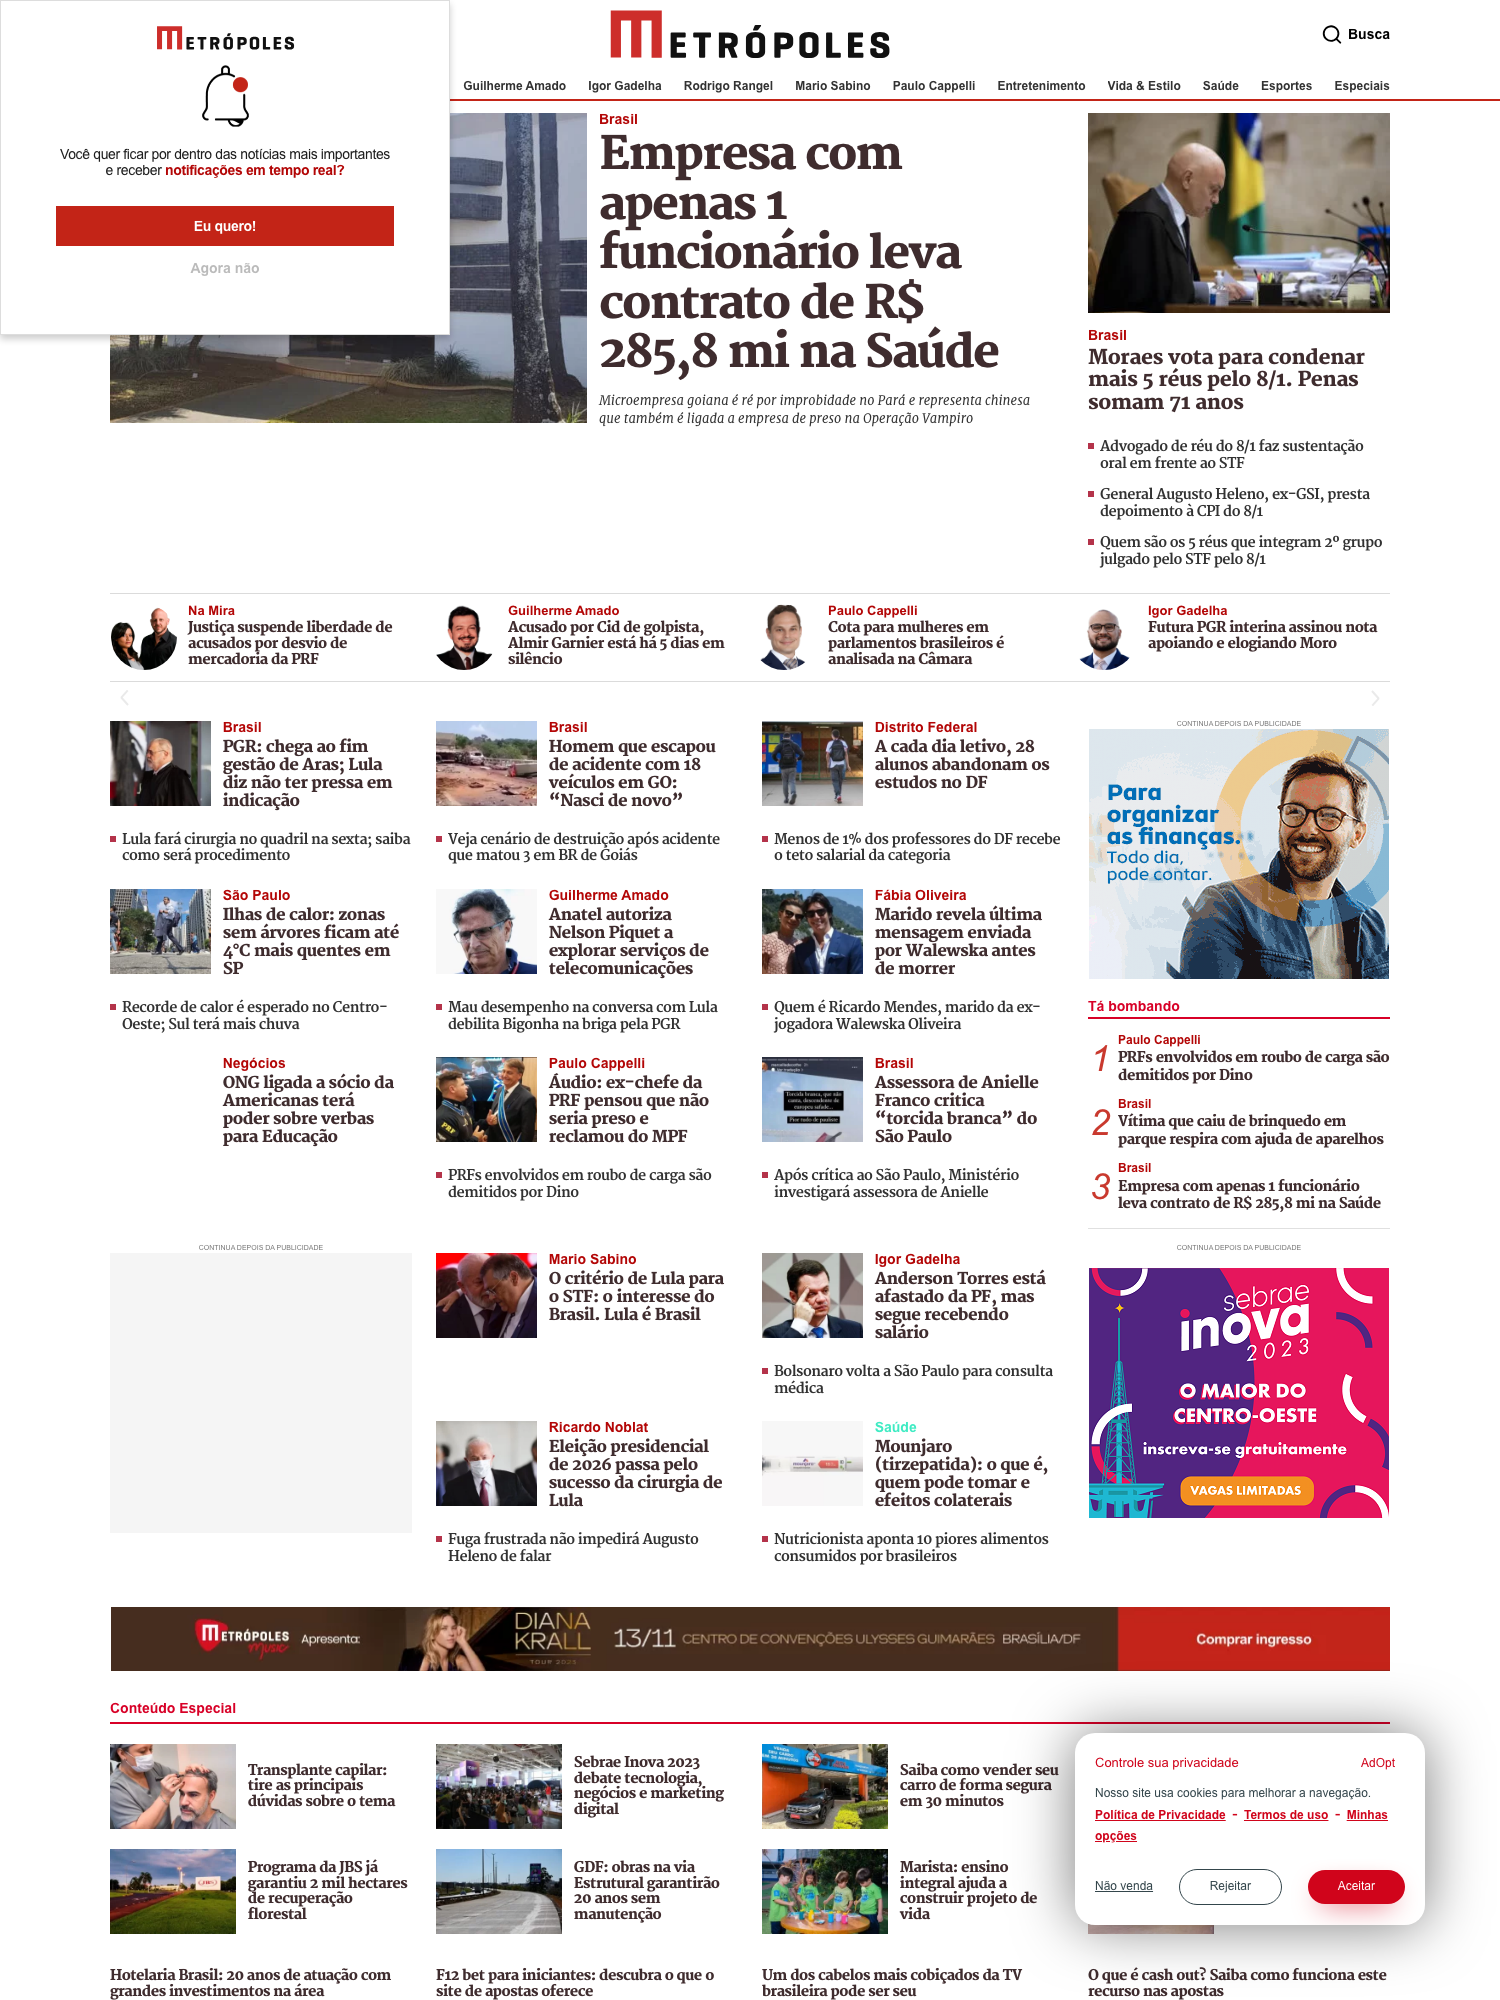 METRÓPOLES
Você quer ficar por dentro das notícias mais importantes
e receber notificações em tempo real?
Eu quero!
Agora não
METRÓPOLES
Busca
Guilherme Amado
Igor Gadelha
Rodrigo Rangel
Mario Sabino
Paulo Cappelli
Entretenimento
Vida & Estilo
Saúde
Esportes
Especiais
Brasil
Empresa com
apenas 1
funcionário leva
contrato de R$
285,8 mi na Saúde
Microempresa goiana é ré por improbidade no Pará e representa chinesa
que também é ligada a empresa de preso na Operação Vampiro
Brasil
Moraes vota para condenar
mais 5 réus pelo 8/1. Penas
somam 71 anos
Advogado de réu do 8/1 faz sustentação
oral em frente ao STF
General Augusto Heleno, ex-GSI, presta
depoimento à CPI do 8/1
Quem são os 5 réus que integram 2º grupo
julgado pelo STF pelo 8/1
Na Mira
Justiça suspende liberdade de
acusados por desvio de
mercadoria da PRF
Guilherme Amado
Acusado por Cid de golpista,
Almir Garnier está há 5 dias em
silêncio
Paulo Cappelli
Cota para mulheres em
parlamentos brasileiros é
analisada na Câmara
Igor Gadelha
Futura PGR interina assinou nota
apoiando e elogiando Moro
Brasil
PGR: chega ao fim
gestão de Aras; Lula
diz não ter pressa em
indicação
Lula fará cirurgia no quadril na sexta; saiba
como será procedimento
Brasil
Homem que escapou
de acidente com 18
veículos em GO:
“Nasci de novo”
Veja cenário de destruição após acidente
que matou 3 em BR de Goiás
Distrito Federal
A cada dia letivo, 28
alunos abandonam os
estudos no DF
Menos de 1% dos professores do DF recebe
o teto salarial da categoria
CONTINUA DEPOIS DA PUBLICIDADE
Para
organizar
as finanças.
Todo dia,
pode contar.
São Paulo
Ilhas de calor: zonas
sem árvores ficam até
4°C mais quentes em
SP
Recorde de calor é esperado no Centro-
Oeste; Sul terá mais chuva
Guilherme Amado
Anatel autoriza
Nelson Piquet a
explorar serviços de
telecomunicações
Mau desempenho na conversa com Lula
debilita Bigonha na briga pela PGR
Fábia Oliveira
Marido revela última
mensagem enviada
por Walewska antes
de morrer
Quem é Ricardo Mendes, marido da ex-
jogadora Walewska Oliveira
Tá bombando
1
Paulo Cappelli
PRFs envolvidos em roubo de carga são
demitidos por Dino
2
Brasil
Vítima que caiu de brinquedo em
parque respira com ajuda de aparelhos
3
Brasil
Empresa com apenas 1 funcionário
leva contrato de R$ 285,8 mi na Saúde
Negócios
ONG ligada a sócio da
Americanas terá
poder sobre verbas
para Educação
Paulo Cappelli
Áudio: ex-chefe da
PRF pensou que não
seria preso e
reclamou do MPF
PRFs envolvidos em roubo de carga são
demitidos por Dino
Brasil
Assessora de Anielle
Franco critica
“torcida branca” do
São Paulo
Após crítica ao São Paulo, Ministério
investigará assessora de Anielle
CONTINUA DEPOIS DA PUBLICIDADE
Mario Sabino
O critério de Lula para
o STF: o interesse do
Brasil. Lula é Brasil
Igor Gadelha
Anderson Torres está
afastado da PF, mas
segue recebendo
salário
Bolsonaro volta a São Paulo para consulta
médica
CONTINUA DEPOIS DA PUBLICIDADE
sebrae
inova
2023
O MAIOR DO
CENTRO-OESTE
inscreva-se gratuitamente
VAGAS LIMITADAS
Ricardo Noblat
Eleição presidencial
de 2026 passa pelo
sucesso da cirurgia de
Lula
Fuga frustrada não impedirá Augusto
Heleno de falar
Saúde
Mounjaro
(tirzepatida): o que é,
quem pode tomar e
efeitos colaterais
Nutricionista aponta 10 piores alimentos
consumidos por brasileiros
METRÓPOLES
music
Apresenta:
DIANA
KRALL
TOUR 2023
13/11 CENTRO DE CONVENÇÕES ULYSSES GUIMARÃES BRASÍLIA/DF
Comprar ingresso
Conteúdo Especial
Transplante capilar:
tire as principais
dúvidas sobre o tema
Sebrae Inova 2023
debate tecnologia,
negócios e marketing
digital
Saiba como vender seu
carro de forma segura
em 30 minutos
Programa da JBS já
garantiu 2 mil hectares
de recuperação
florestal
GDF: obras na via
Estrutural garantirão
20 anos sem
manutenção
Marista: ensino
integral ajuda a
construir projeto de
vida
Controle sua privacidade
AdOpt
Nosso site usa cookies para melhorar a navegação.
Política de Privacidade - Termos de uso - Minhas
opções
Não venda
Rejeitar
Aceitar
Hotelaria Brasil: 20 anos de atuação com
grandes investimentos na área
F12 bet para iniciantes: descubra o que o
site de apostas oferece
Um dos cabelos mais cobiçados da TV
brasileira pode ser seu
O que é cash out? Saiba como funciona este
recurso nas apostas